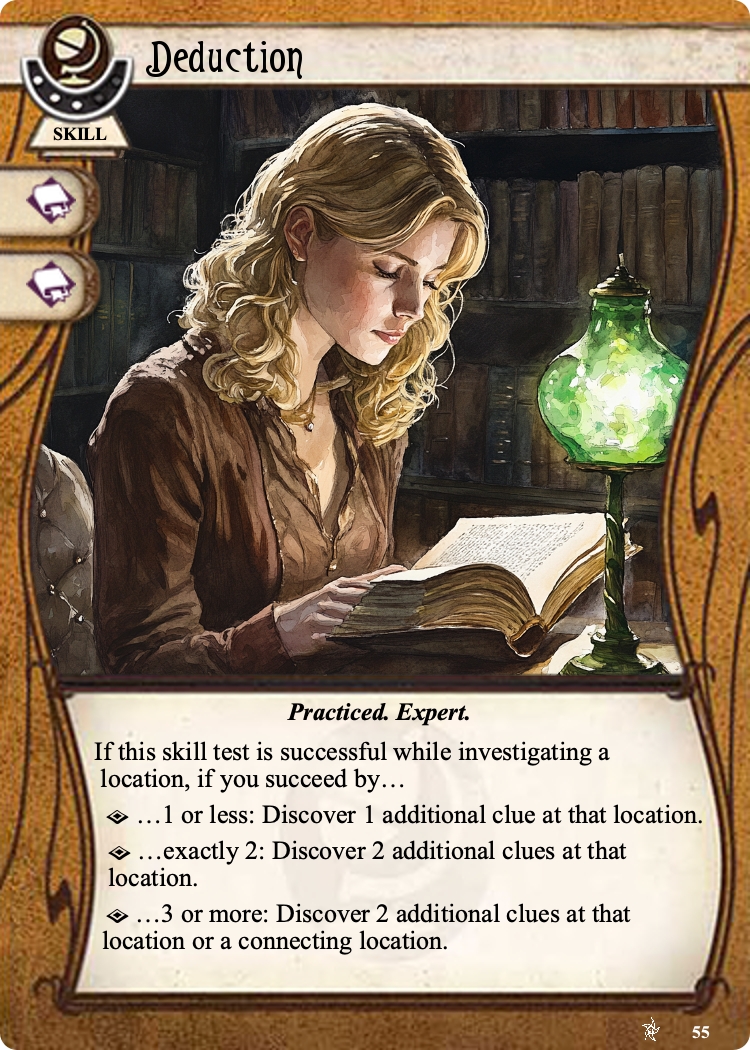 Deduction
SKILL
Practiced. Expert.
If this skill test is successful while investigating a
location, if you succeed by…
…1 or less: Discover 1 additional clue at that location.
…exactly 2: Discover 2 additional clues at that
location.
…3 or more: Discover 2 additional clues at that
location or a connecting location.
55